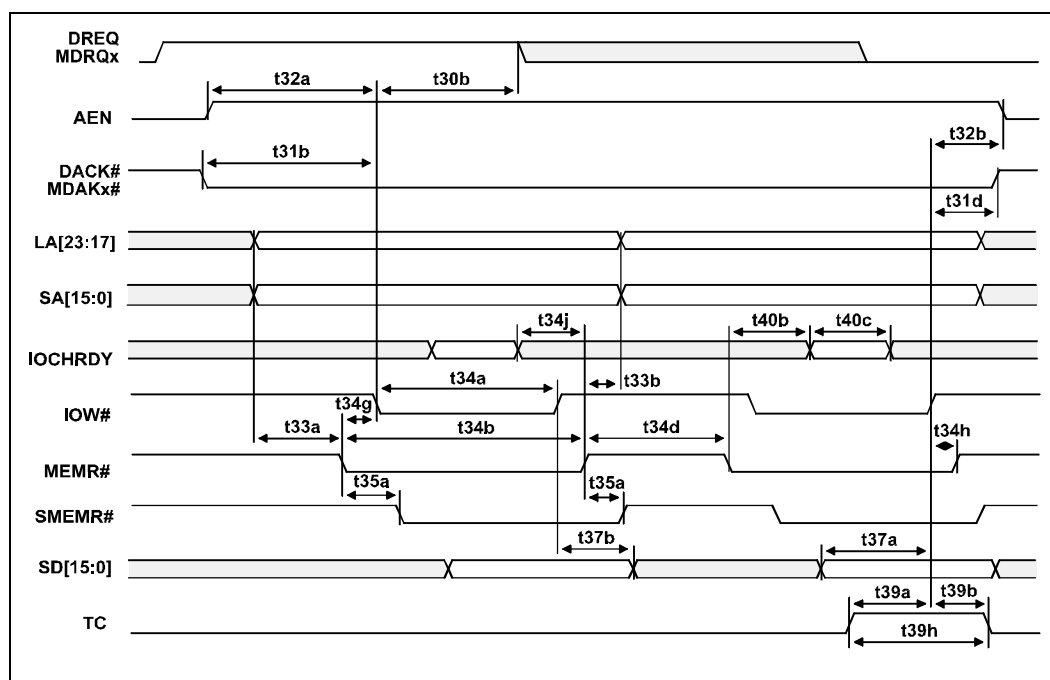 DREQ
MDRQx
t32a
t30b
AEN
t32b
t31b
DACK#
MDAKx#
t31d
LA[23:17]
SA[15:0]
t34j
t40b
t40c
IOCHRDY
t34a
t33b
IOW#
t34g
t33a
t34b
t34d
t34h
MEMR#
t35a
t35a
SMEMR#
t37b
t37a
SD[15:0]
t39a
t39b
TC
t39h